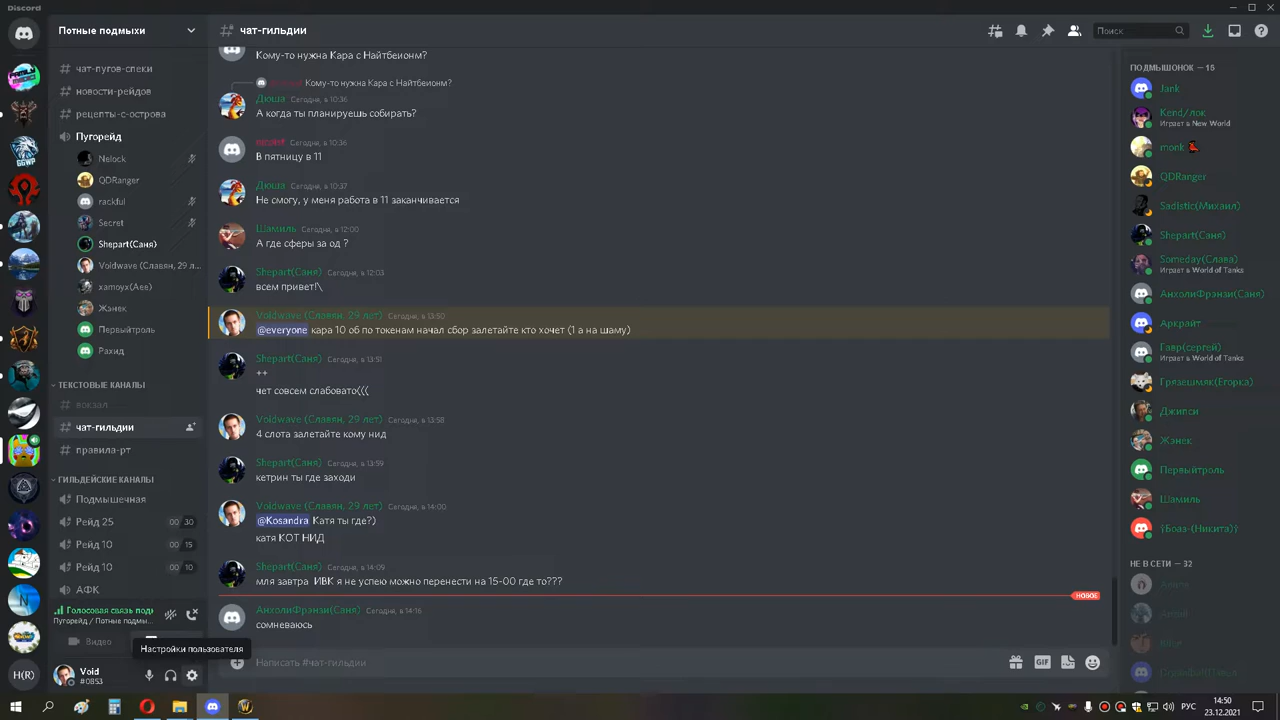 Discord
Потные подмыхи
чат-пугов-спеки
новости-рейдов
рецепты-с-острова
Пугорейд
Nelock
QDRanger
rackful
Secret
Shepart(Саня)
Voidwave (Славян, 29 л...
xamoyx(Aee)
Жэнек
Первыйтроль
Рахид
ТЕКСТОВЫЕ КАНАЛЫ
вокзал
чат-гильдии
правила-рт
ГИЛЬДЕЙСКИЕ КАНАЛЫ
Подмышечная
Рейд 25
00 30
Рейд 10
00 15
Рейд 10
00 10
АФК
Голосовая связь под
Пугорейд / Потные подмы...
Видео
Настройки пользователя
H(R)
Void
#0853
чат-гильдии
Поиск
Кому-то нужна Кара с Найтбеионм?
Кому-то нужна Кара с Найтбеионм?
Дюша Сегодня, в 10:36
А когда ты планируешь собирать?
Сегодня, в 10:36
В пятницу в 11
Дюша Сегодня, в 10:37
Не смогу, у меня работа в 11 заканчивается
Шамиль Сегодня, в 12:00
А где сферы за од ?
Shepart(Саня) Сегодня, в 12:03
всем привет!\
Voidwave (Славян, 29 лет) Сегодня, в 13:50
@everyone кара 10 об по токенам начал сбор залетайте кто хочет (1 а на шаму)
Shepart(Саня) Сегодня, в 13:51
++
чет совсем слабовато(((
Voidwave (Славян, 29 лет) Сегодня, в 13:58
4 слота залетайте кому нид
Shepart(Саня) Сегодня, в 13:59
кетрин ты где заходи
Voidwave (Славян, 29 лет) Сегодня, в 14:00
@Kosandra Катя ты где?)
катя КОТ НИД
Shepart(Саня) Сегодня, в 14:09
мля завтра ИВК я не успею можно перенести на 15-00 где то???
НОВОЕ
АнхолиФрэнзи(Саня) Сегодня, в 14:16
сомневаюсь
Написать #чат-гильдии
GIF
ПОДМЫШОНОК — 15
Jank
Kend/лок
Играет в New World
monk
QDRanger
Sadistic(Михаил)
Shepart(Саня)
Someday(Слава)
Играет в World of Tanks
АнхолиФрэнзи(Саня)
Аркрайт
Гавр(сергей)
Играет в World of Tanks
Грязешмяк(Егорка)
Джипси
Жэнек
Первыйтроль
Шамиль
†Боаз-(Никита)†
НЕ В СЕТИ — 32
РУС
14:50
23.12.2021